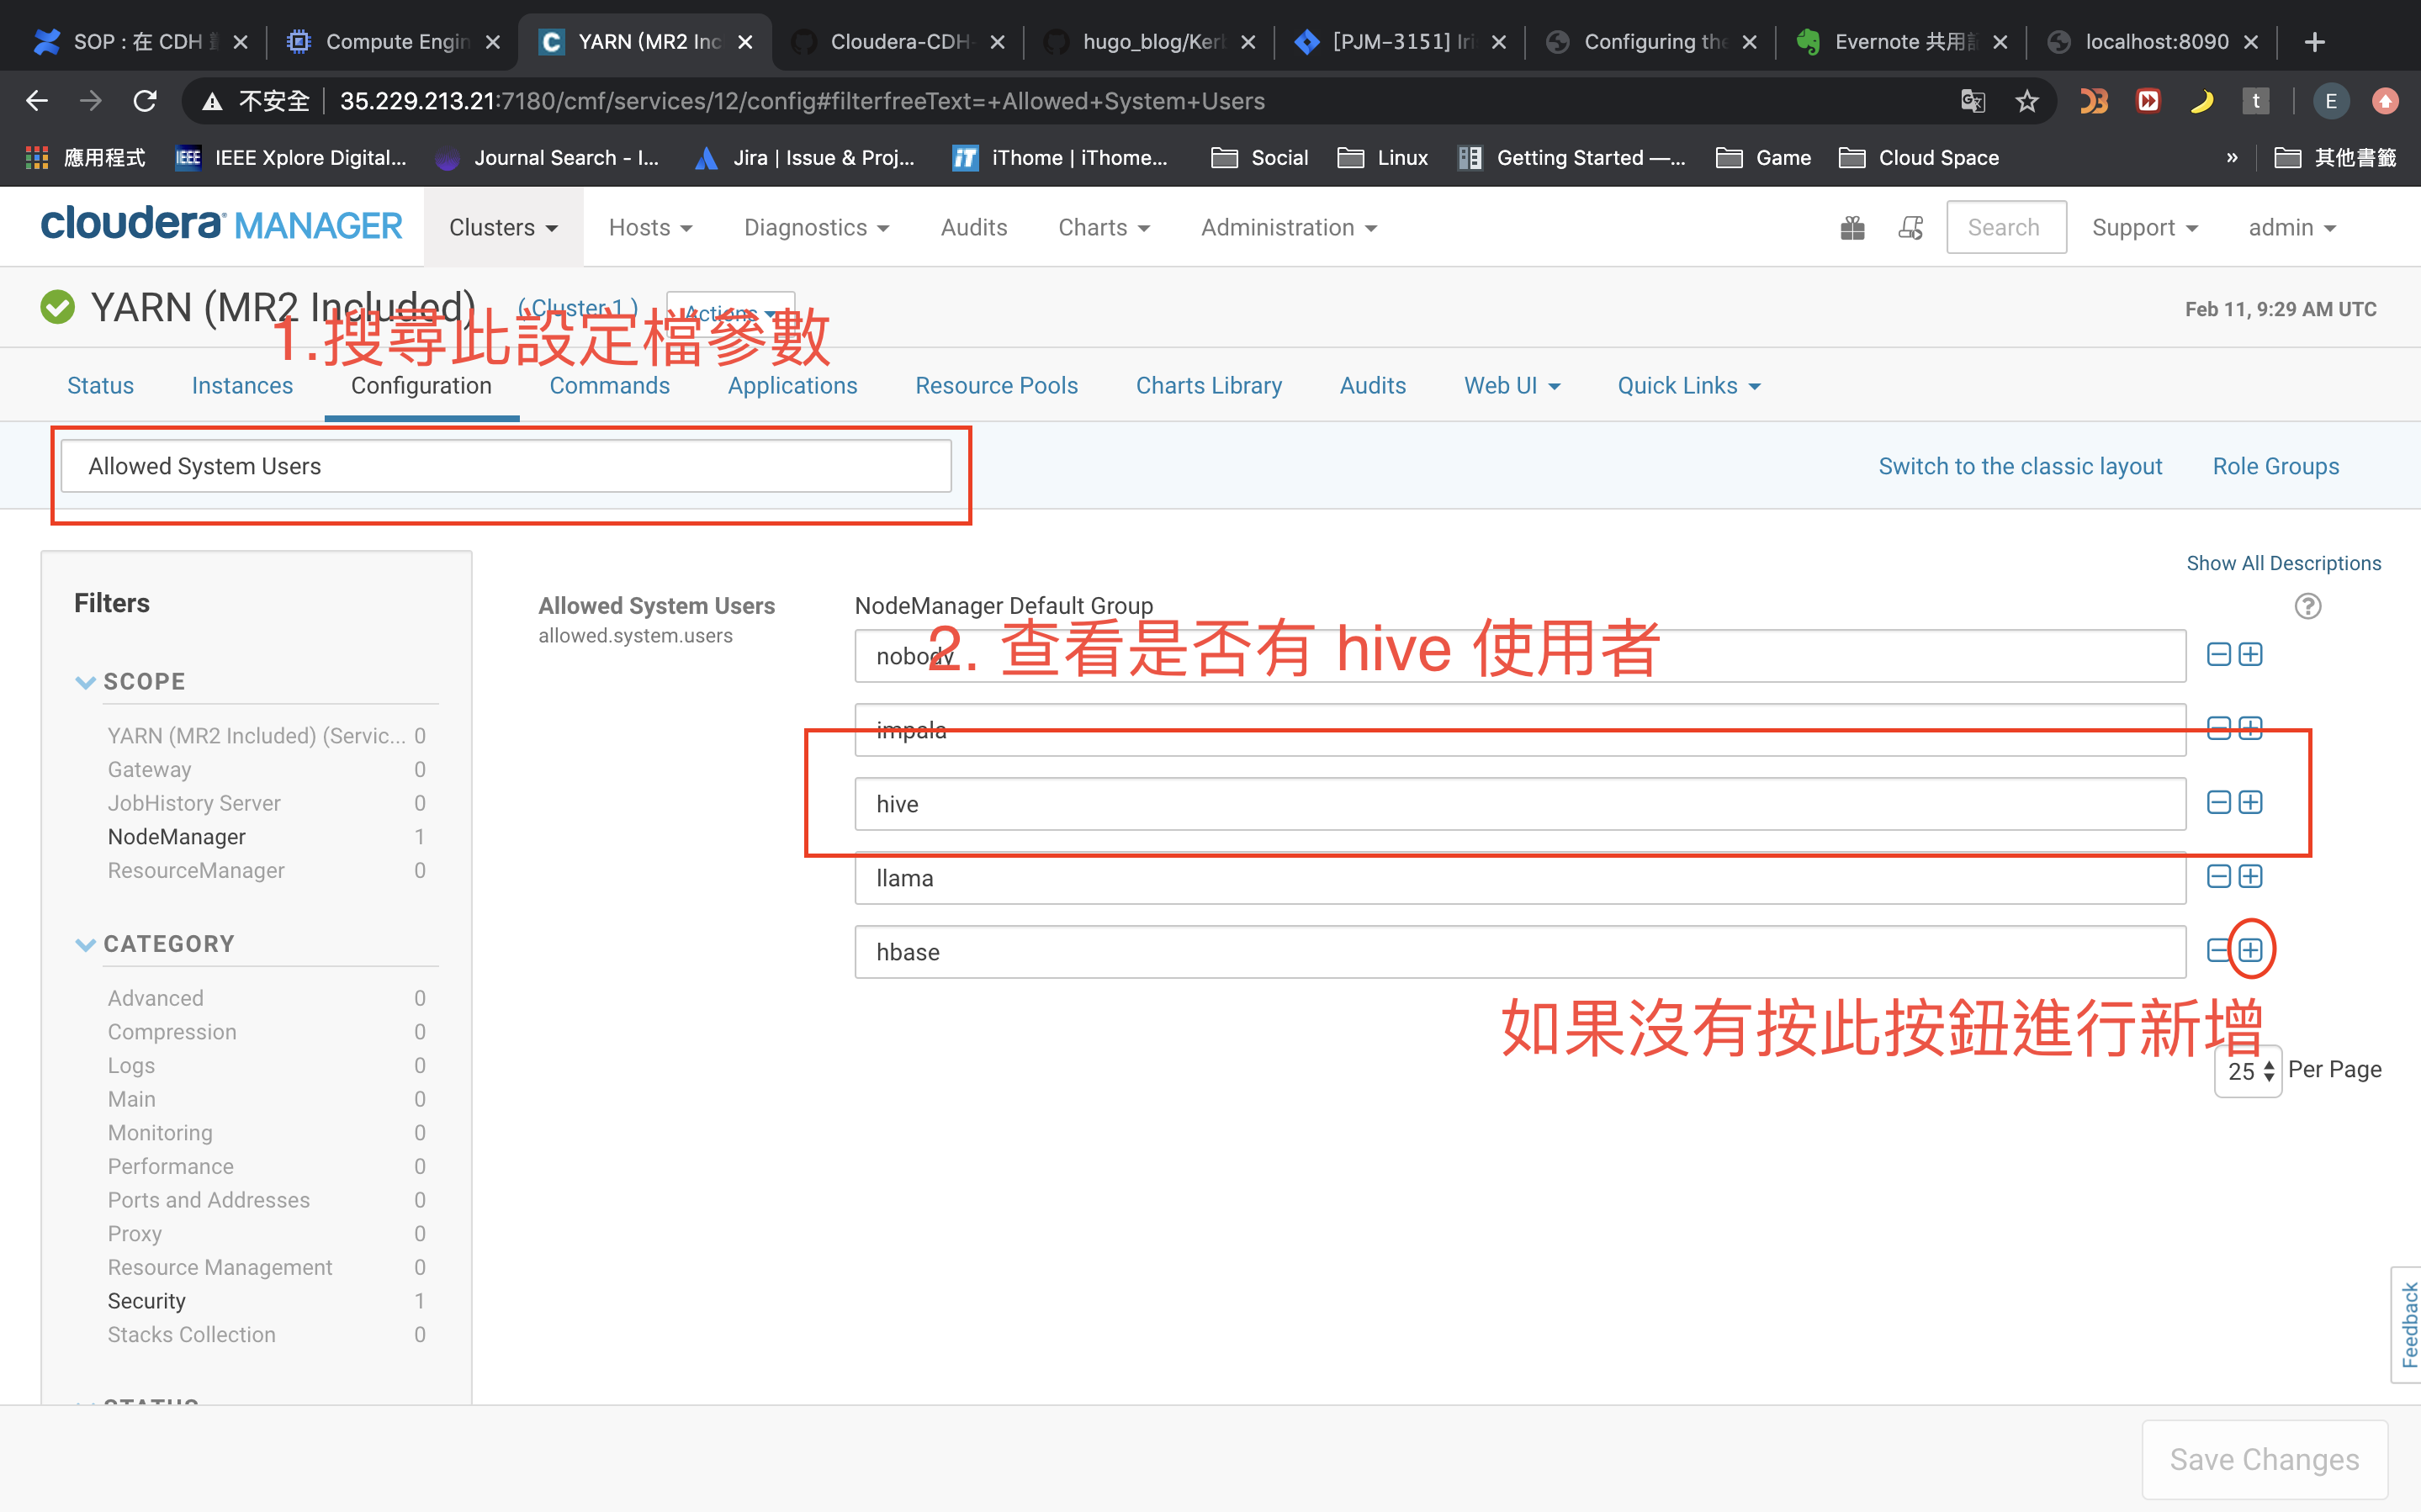 SOP : 在 CDH
Compute Engin
YARN (MR2 Inc
Cloudera-CDH-
hugo_blog/Kerb
[PJM-3151] Iri
Configuring the
Evernote 共用
localhost:8090
不安全
35.229.213.21:7180/cmf/services/12/config#filterfreeText=+Allowed+System+Users
t
E
應用程式
IEEE Xplore Digital...
Journal Search - I...
Jira | Issue & Proj...
iT
iThome | iThome...
Social
Linux
Getting Started —...
Game
Cloud Space
»
其他書籤
cloudera MANAGER
Clusters
Hosts
Diagnostics
Audits
Charts
Administration
Search
Support
admin
YARN (MR2 Included)
( Cluster 1 )
Actions
Feb 11, 9:29 AM UTC
1.搜尋此設定檔參數
Status
Instances
Configuration
Commands
Applications
Resource Pools
Charts Library
Audits
Web UI
Quick Links
Allowed System Users
Switch to the classic layout
Role Groups
Show All Descriptions
Filters
SCOPE
YARN (MR2 Included) (Servic... 0
Gateway 0
JobHistory Server 0
NodeManager 1
ResourceManager 0
CATEGORY
Advanced 0
Compression 0
Logs 0
Main 0
Monitoring 0
Performance 0
Ports and Addresses 0
Proxy 0
Resource Management 0
Security 1
Stacks Collection 0
STATUS
Allowed System Users
allowed.system.users
NodeManager Default Group
nobody
2. 查看是否有 hive 使用者
impala
hive
llama
hbase
如果沒有按此按鈕進行新增
25 Per Page
Feedback
Save Changes